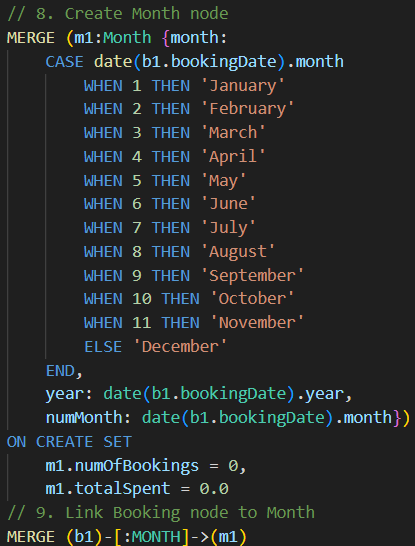 // 8. Create Month node
MERGE (m1:Month {month:
    CASE date(b1.bookingDate).month
        WHEN 1 THEN 'January'
        WHEN 2 THEN 'February'
        WHEN 3 THEN 'March'
        WHEN 4 THEN 'April'
        WHEN 5 THEN 'May'
        WHEN 6 THEN 'June'
        WHEN 7 THEN 'July'
        WHEN 8 THEN 'August'
        WHEN 9 THEN 'September'
        WHEN 10 THEN 'October'
        WHEN 11 THEN 'November'
        ELSE 'December'
    END,
    year: date(b1.bookingDate).year,
    numMonth: date(b1.bookingDate).month})
ON CREATE SET
    m1.numOfBookings = 0,
    m1.totalSpent = 0.0
// 9. Link Booking node to Month
MERGE (b1)-[:MONTH]->(m1)